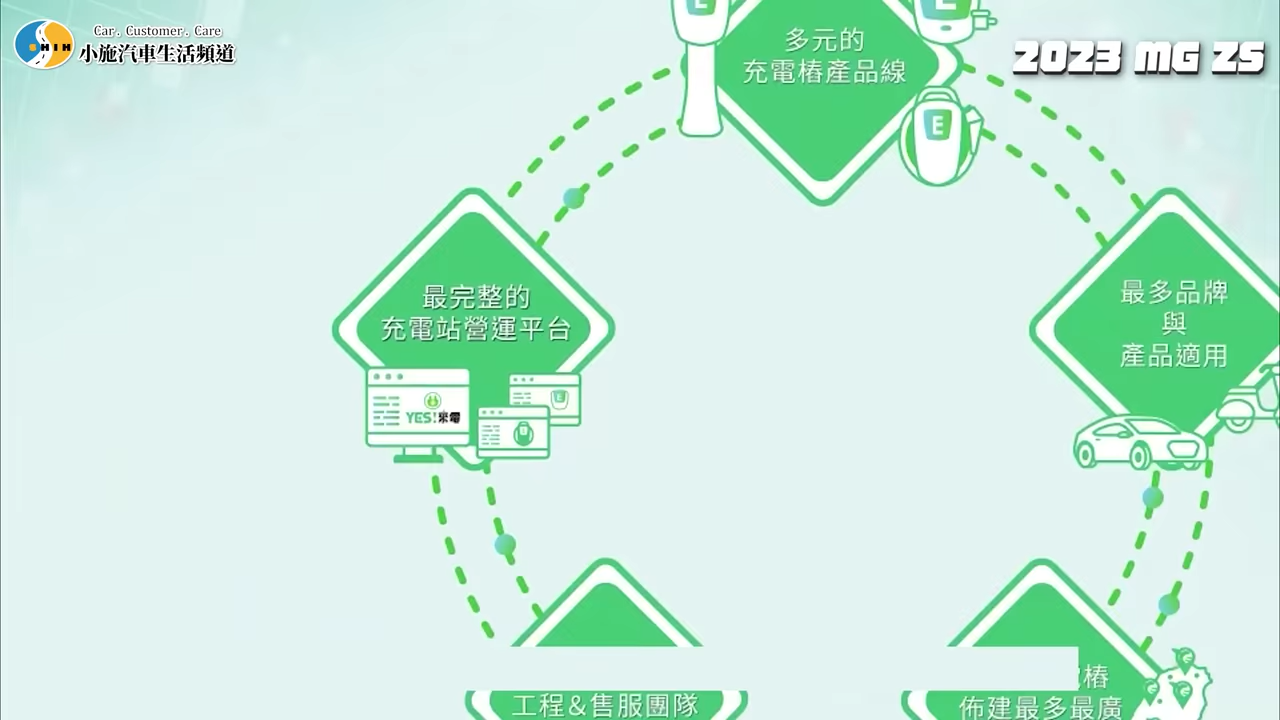 Car. Customer. Care
SHIH
小施汽車生活頻道
2023 MG ZS
E
E
多元的
充電樁產品線
E
最完整的
充電站營運平台
YES!來電
最多品牌
與
產品適用
工程&售服團隊
樁
佈建最多最廣